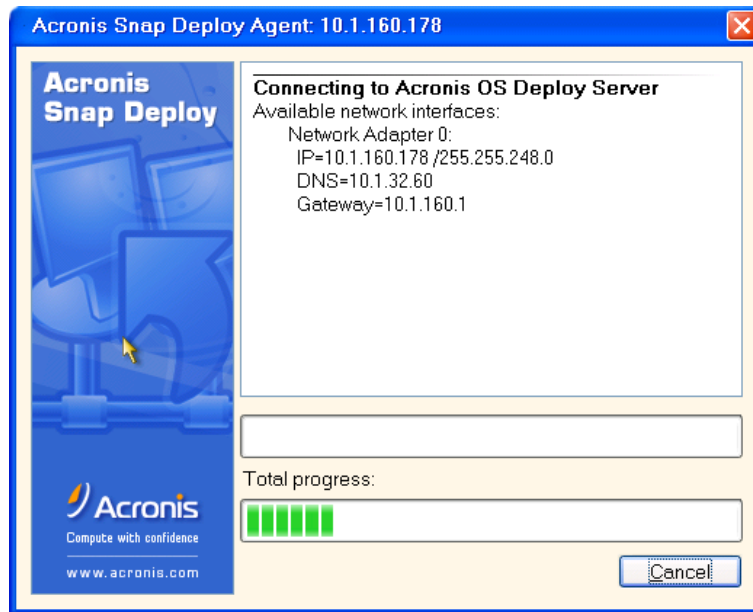 Acronis Snap Deploy Agent: 10.1.160.178
Acronis
Snap Deploy
Connecting to Acronis OS Deploy Server
Available network interfaces:
Network Adapter 0:
IP=10.1.160.178 /255.255.248.0
DNS=10.1.32.60
Gateway=10.1.160.1
Total progress:
Acronis
Compute with confidence
www.acronis.com
Cancel